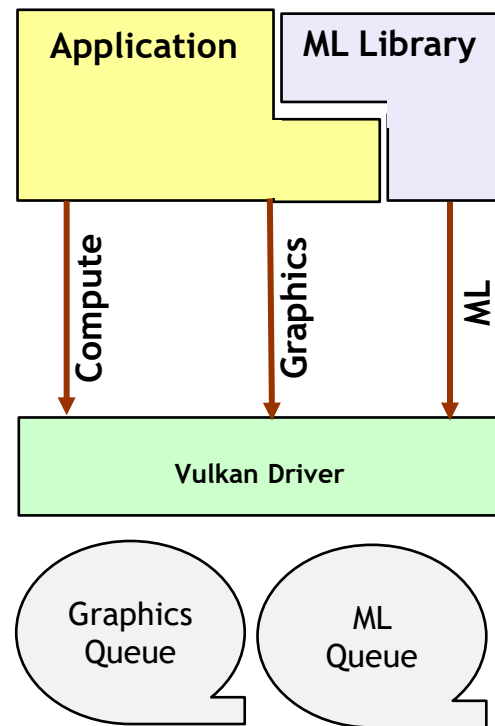 Application
ML Library
Compute
Graphics
ML
Vulkan Driver
Graphics
Queue
ML
Queue